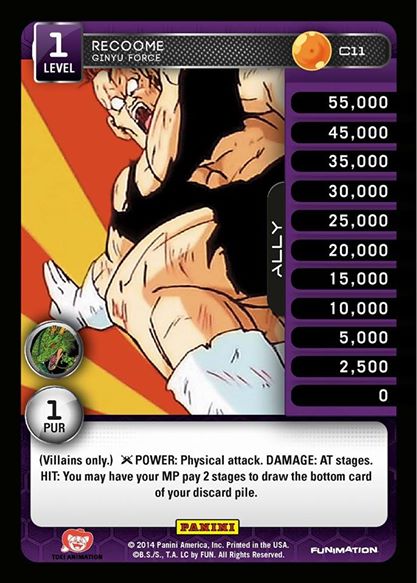 1
LEVEL
RECOOME
GINYU FORCE
C11
55,000
45,000
35,000
30,000
25,000
20,000
15,000
10,000
5,000
2,500
0
ALLY
1
PUR
(Villains only.) POWER: Physical attack. DAMAGE: AT stages.
HIT: You may have your MP pay 2 stages to draw the bottom card
of your discard pile.
TOEI ANIMATION
PANINI
© 2014 Panini America, Inc. Printed in the USA.
©B.S./S., T.A. LC by FUN. All Rights Reserved.
FUNIMATION